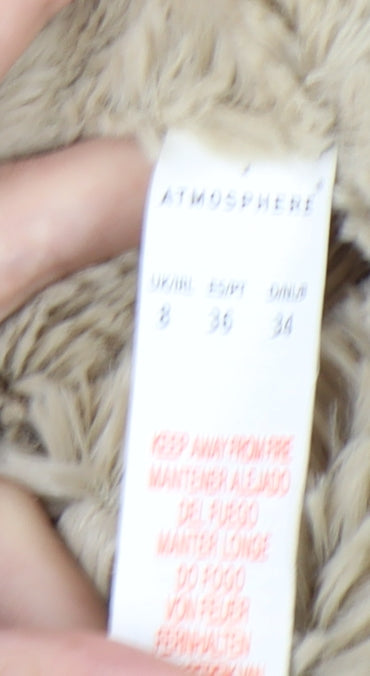 ATMOSPHERE
UK/IRL ES/PT D/NL/P
8 36 34
KEEP AWAY FROM FIRE
MANTENER ALEJADO
DEL FUEGO
MANTER LONGE
DO FOGO
VON FEUER
FERNHALTEN